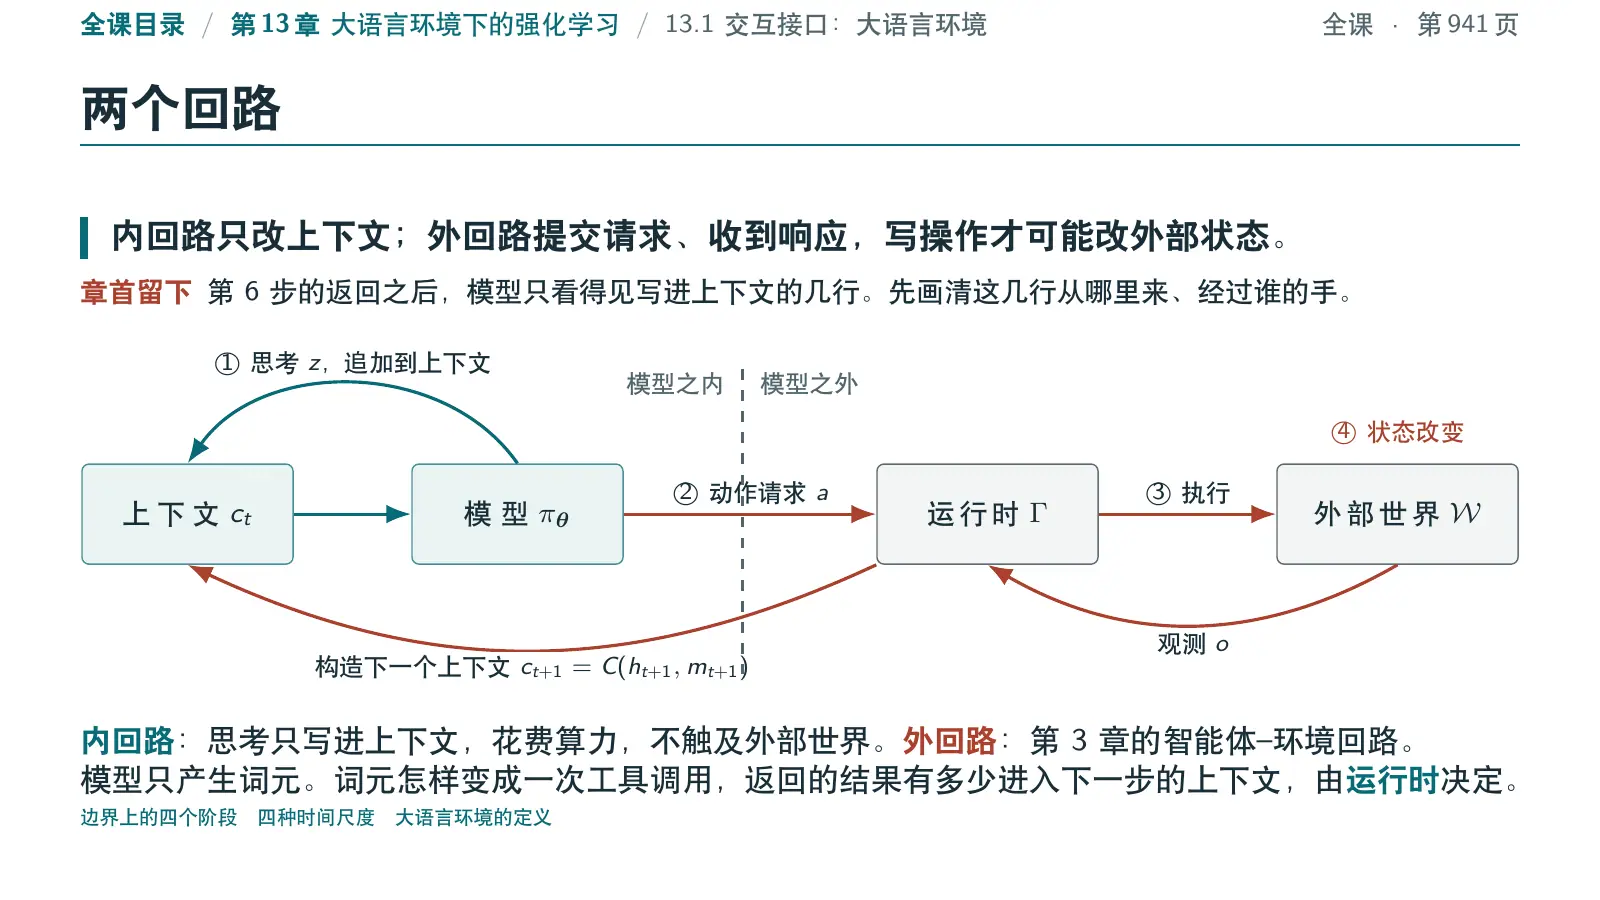 全课目录 / 第13章 大语言环境下的强化学习 / 13.1 交互接口：大语言环境
全课 · 第941页
两个回路
内回路只改上下文；外回路提交请求、收到响应，写操作才可能改外部状态。
章首留下 第 6 步的返回之后，模型只看得见写进上下文的几行。先画清这几行从哪里来、经过谁的手。
① 思考 z，追加到上下文
模型之内
模型之外
④ 状态改变
上下文 c_t
模型 π_θ
② 动作请求 a
运行时 Γ
③ 执行
外部世界 𝒲
观测 o
构造下一个上下文 c_{t+1} = C(h_{t+1}, m_{t+1})
内回路：思考只写进上下文，花费算力，不触及外部世界。外回路：第 3 章的智能体–环境回路。
模型只产生词元。词元怎样变成一次工具调用，返回的结果有多少进入下一步的上下文，由运行时决定。
边界上的四个阶段 四种时间尺度 大语言环境的定义